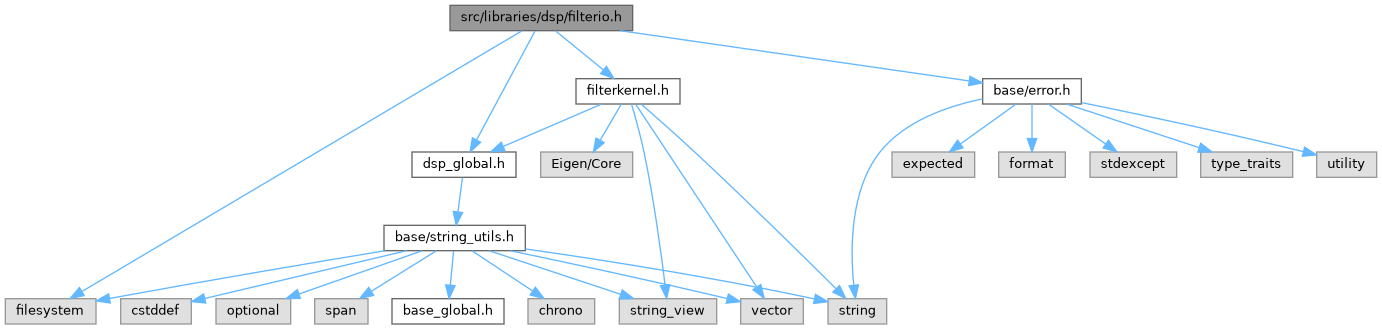 src/libraries/dsp/filterio.h
filterkernel.h
base/error.h
dsp_global.h
Eigen/Core
expected
format
stdexcept
type_traits
utility
base/string_utils.h
filesystem
cstddef
optional
span
base_global.h
chrono
string_view
vector
string